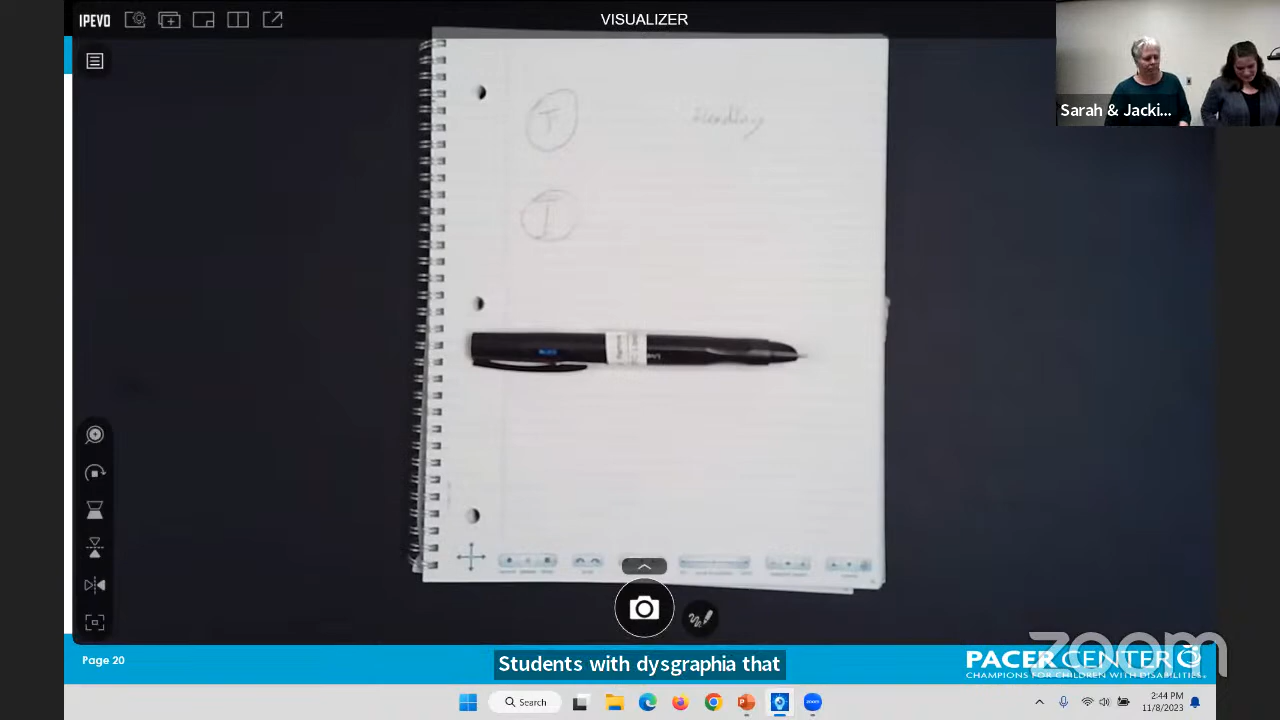 IPEVO
VISUALIZER
Sarah & Jacki...
T
I
Page 20
Students with dysgraphia that
PACER CENTER
CHAMPIONS FOR CHILDREN WITH DISABILITIES
zoom
Search
2:44 PM
11/8/2023